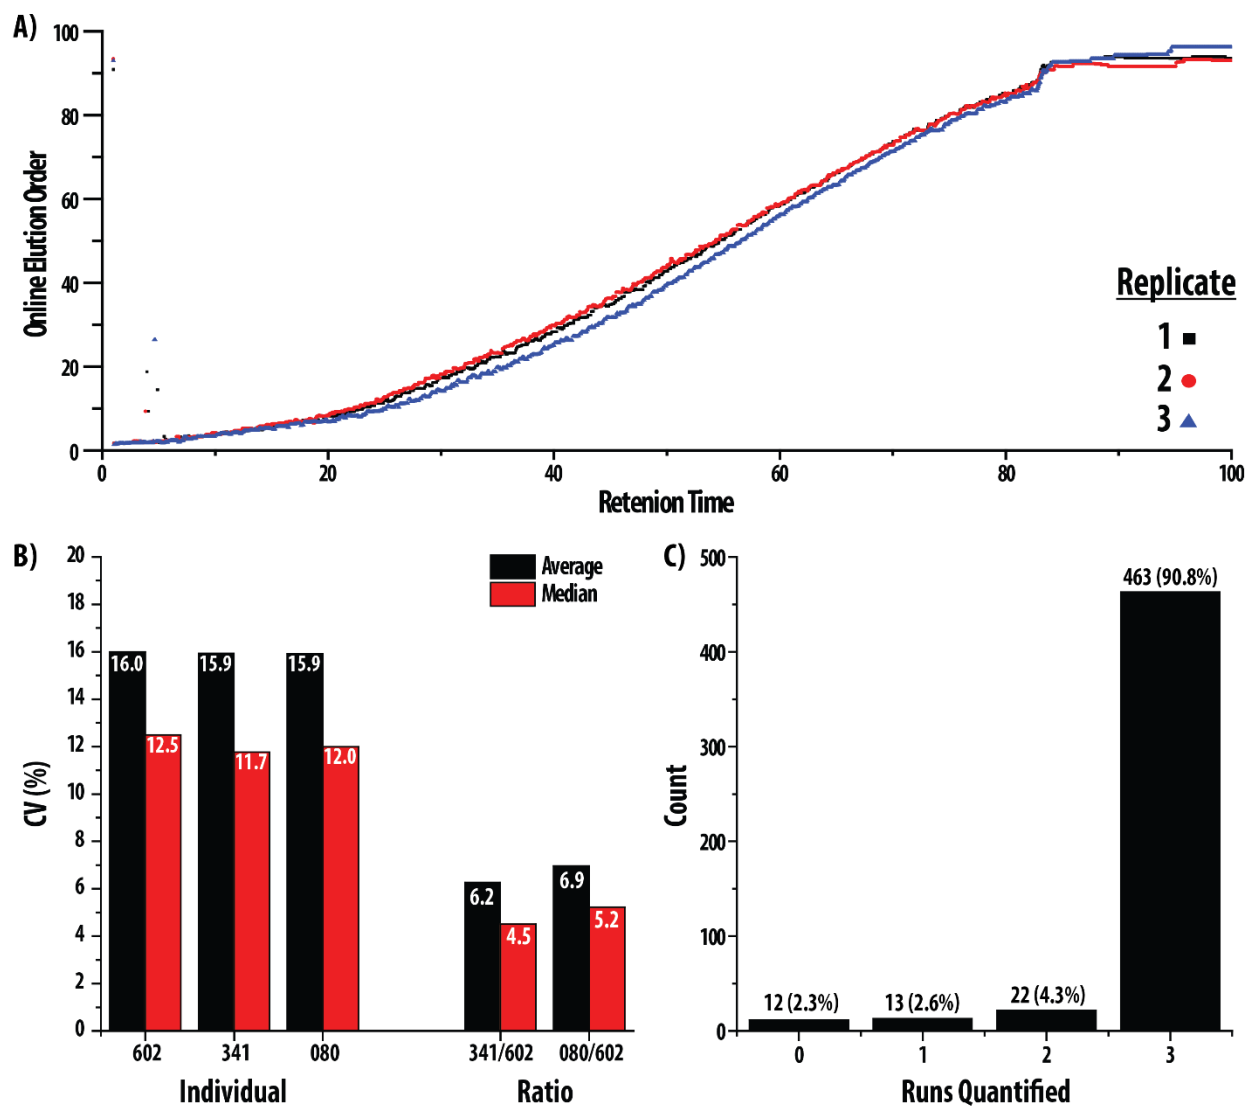 A)
100
80
60
40
20
0
Online Elution Order
0 20 40 60 80 100
Retenion Time
Replicate
1
2
3
B)
20
18
16
14
12
10
8
6
4
2
0
CV (%)
Average
Median
16.0 15.9 15.9
12.5 11.7 12.0
6.2 6.9
4.5 5.2
602 341 080 341/602 080/602
Individual Ratio
C)
500
400
300
200
100
0
Count
463 (90.8%)
12 (2.3%) 13 (2.6%) 22 (4.3%)
0 1 2 3
Runs Quantified